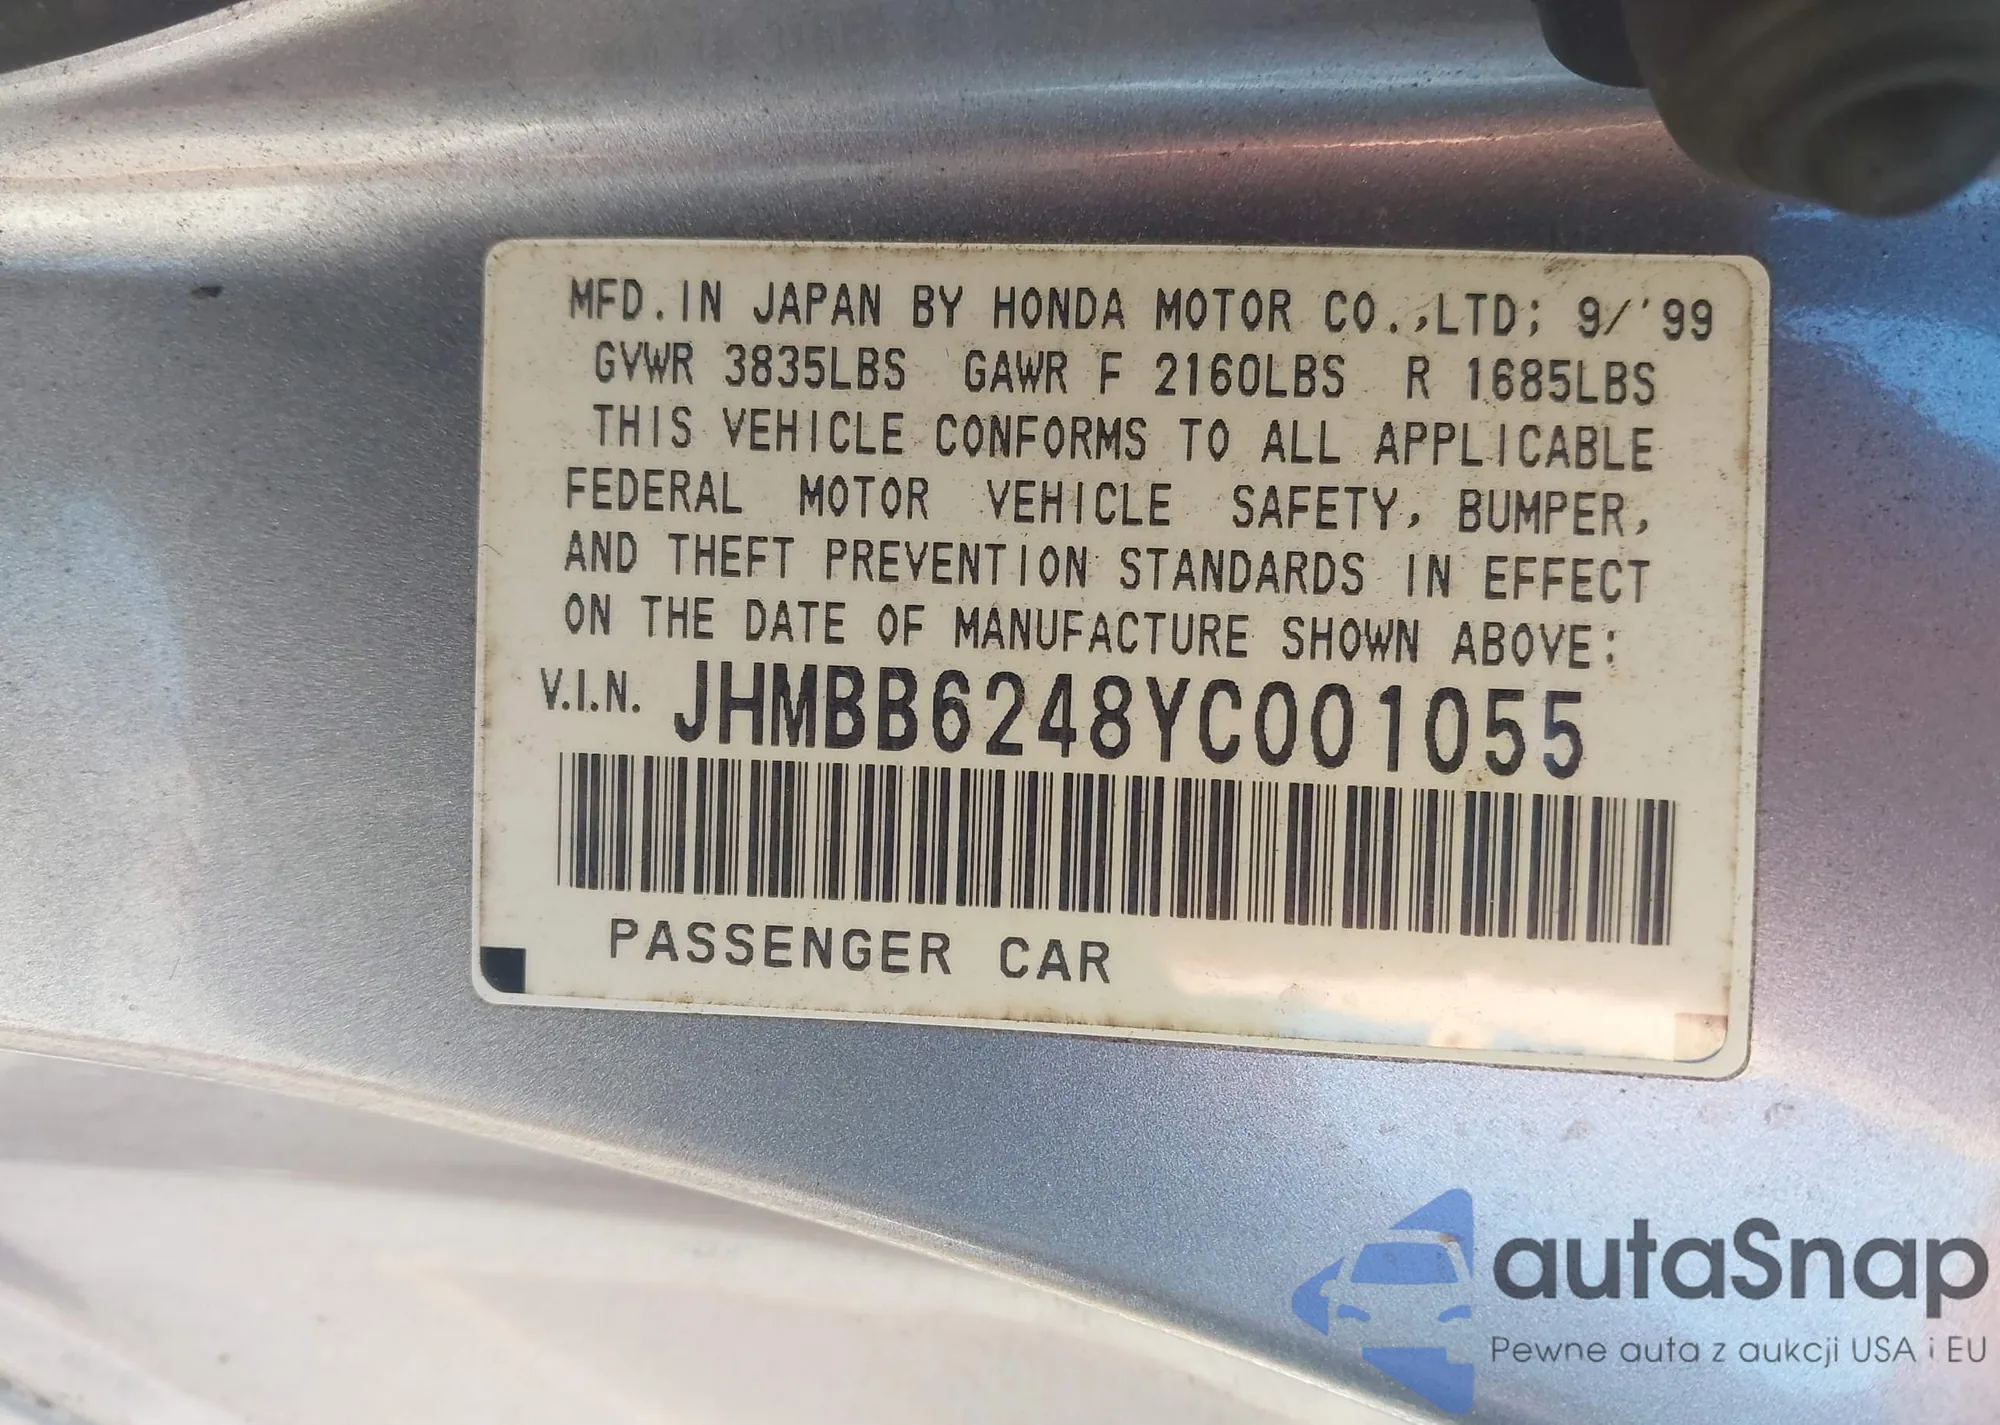 MFD. IN JAPAN BY HONDA MOTOR CO., LTD; 9/'99
GVWR 3835LBS GAWR F 2160LBS R 1685LBS
THIS VEHICLE CONFORMS TO ALL APPLICABLE
FEDERAL MOTOR VEHICLE SAFETY, BUMPER,
AND THEFT PREVENTION STANDARDS IN EFFECT
ON THE DATE OF MANUFACTURE SHOWN ABOVE:
V.I.N. JHMBB6248YC001055
PASSENGER CAR
autaSnap
Pewne auta z aukcji USA i EU